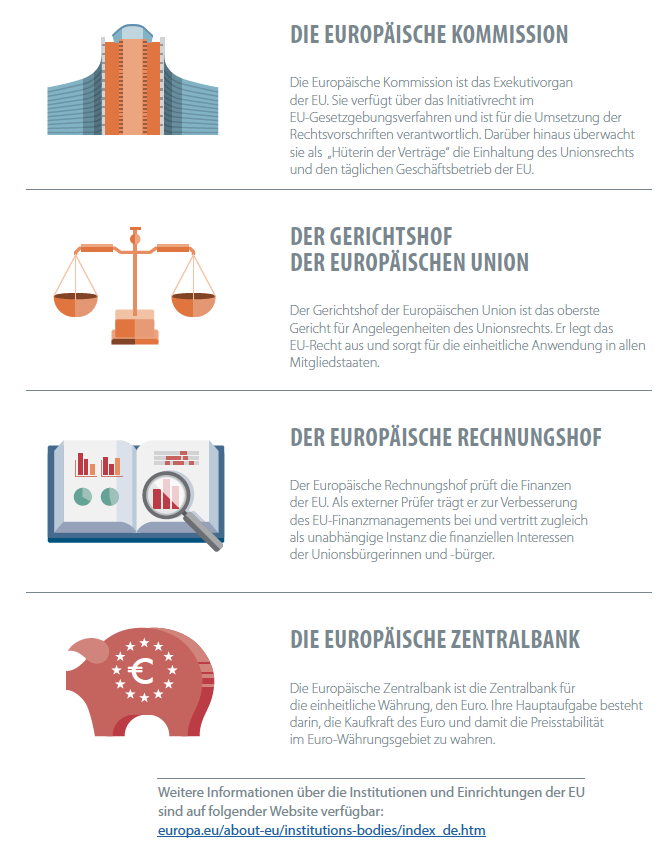 DIE EUROPÄISCHE KOMMISSION
Die Europäische Kommission ist das Exekutivorgan
der EU. Sie verfügt über das Initiativrecht im
EU-Gesetzgebungsverfahren und ist für die Umsetzung der
Rechtsvorschriften verantwortlich. Darüber hinaus überwacht
sie als „Hüterin der Verträge“ die Einhaltung des Unionsrechts
und den täglichen Geschäftsbetrieb der EU.
DER GERICHTSHOF
DER EUROPÄISCHEN UNION
Der Gerichtshof der Europäischen Union ist das oberste
Gericht für Angelegenheiten des Unionsrechts. Er legt das
EU-Recht aus und sorgt für die einheitliche Anwendung in allen
Mitgliedstaaten.
DER EUROPÄISCHE RECHNUNGSHOF
Der Europäische Rechnungshof prüft die Finanzen
der EU. Als externer Prüfer trägt er zur Verbesserung
des EU-Finanzmanagements bei und vertritt zugleich
als unabhängige Instanz die finanziellen Interessen
der Unionsbürgerinnen und -bürger.
€
DIE EUROPÄISCHE ZENTRALBANK
Die Europäische Zentralbank ist die Zentralbank für
die einheitliche Währung, den Euro. Ihre Hauptaufgabe besteht
darin, die Kaufkraft des Euro und damit die Preisstabilität
im Euro-Währungsgebiet zu wahren.
Weitere Informationen über die Institutionen und Einrichtungen der EU
sind auf folgender Website verfügbar:
europa.eu/about-eu/institutions-bodies/index_de.htm